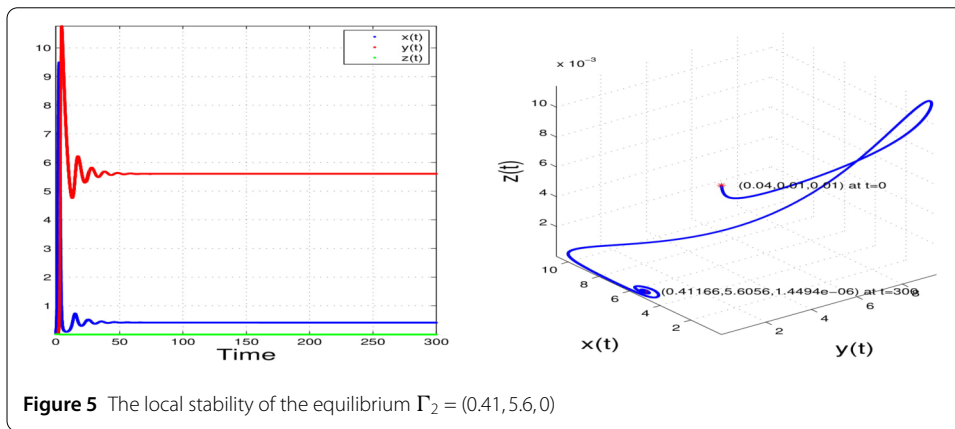 10
9
8
7
6
5
4
3
2
1
0 50 100 150 200 250 300
Time
x(t)
y(t)
z(t)
× 10⁻³
10
8
6
4
2
z(t)
(0.04,0.01,0.01) at t=0
(0.41166,5.6056,1.4494e−06) at t=300
10
8
6
4
2
x(t)
2
4
6
8
y(t)
Figure 5 The local stability of the equilibrium Γ₂ = (0.41, 5.6, 0)